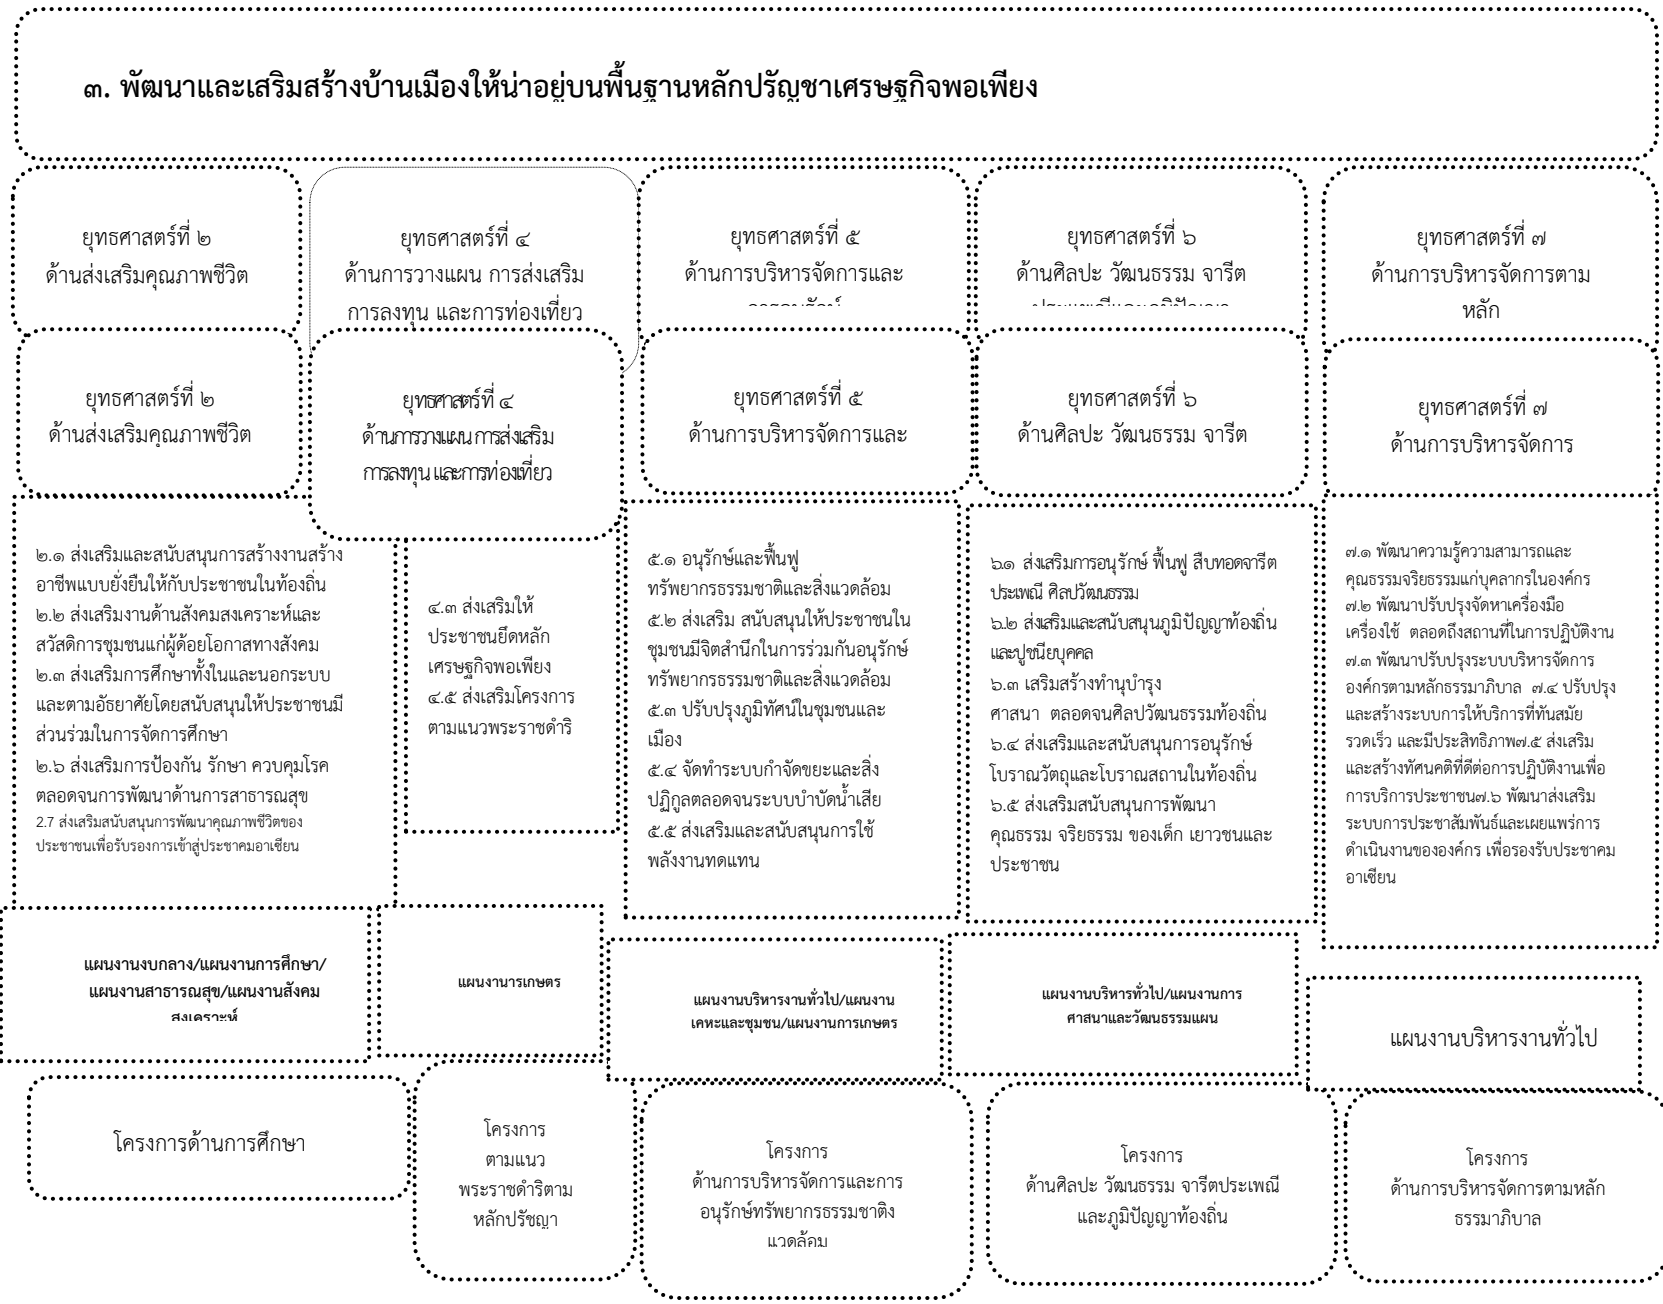 ๓. พัฒนาและเสริมสร้างบ้านเมืองให้น่าอยู่บนพื้นฐานหลักปรัญชาเศรษฐกิจพอเพียง
ยุทธศาสตร์ที่ ๒
ด้านส่งเสริมคุณภาพชีวิต
ยุทธศาสตร์ที่ ๔
ด้านการวางแผน การส่งเสริม
การลงทุน และการท่องเที่ยว
ยุทธศาสตร์ที่ ๕
ด้านการบริหารจัดการและ
ยุทธศาสตร์ที่ ๖
ด้านศิลปะ วัฒนธรรม จารีต
ประเพณีและภูมิปัญญา
ยุทธศาสตร์ที่ ๗
ด้านการบริหารจัดการตาม
หลัก
ยุทธศาสตร์ที่ ๒
ด้านส่งเสริมคุณภาพชีวิต
ยุทธศาสตร์ที่ ๔
ด้านการวางแผน การส่งเสริม
การลงทุน และการท่องเที่ยว
ยุทธศาสตร์ที่ ๕
ด้านการบริหารจัดการและ
ยุทธศาสตร์ที่ ๖
ด้านศิลปะ วัฒนธรรม จารีต
ยุทธศาสตร์ที่ ๗
ด้านการบริหารจัดการ
๒.๑ ส่งเสริมและสนับสนุนการสร้างงานสร้าง
อาชีพแบบยั่งยืนให้กับประชาชนในท้องถิ่น
๒.๒ ส่งเสริมงานด้านสังคมสงเคราะห์และ
สวัสดิการชุมชนแก่ผู้ด้อยโอกาสทางสังคม
๒.๓ ส่งเสริมการศึกษาทั้งในและนอกระบบ
และตามอัธยาศัยโดยสนับสนุนให้ประชาชนมี
ส่วนร่วมในการจัดการศึกษา
๒.๖ ส่งเสริมการป้องกัน รักษา ควบคุมโรค
ตลอดจนการพัฒนาด้านการสาธารณสุข
2.7 ส่งเสริมสนับสนุนการพัฒนาคุณภาพชีวิตของ
ประชาชนเพื่อรับรองการเข้าสู่ประชาคมอาเซียน
๔.๓ ส่งเสริมให้
ประชาชนยึดหลัก
เศรษฐกิจพอเพียง
๔.๕ ส่งเสริมโครงการ
ตามแนวพระราชดำริ
๕.๑ อนุรักษ์และฟื้นฟู
ทรัพยากรธรรมชาติและสิ่งแวดล้อม
๕.๒ ส่งเสริม สนับสนุนให้ประชาชนใน
ชุมชนมีจิตสำนึกในการร่วมกันอนุรักษ์
ทรัพยากรธรรมชาติและสิ่งแวดล้อม
๕.๓ ปรับปรุงภูมิทัศน์ในชุมชนและ
เมือง
๕.๔ จัดทำระบบกำจัดขยะและสิ่ง
ปฏิกูลตลอดจนระบบบำบัดน้ำเสีย
๕.๕ ส่งเสริมและสนับสนุนการใช้
พลังงานทดแทน
๖.๑ ส่งเสริมการอนุรักษ์ ฟื้นฟู สืบทอดจารีต
ประเพณี ศิลปวัฒนธรรม
๖.๒ ส่งเสริมและสนับสนุนภูมิปัญญาท้องถิ่น
และปูชนียบุคคล
๖.๓ เสริมสร้างทำนุบำรุง
ศาสนา ตลอดจนศิลปวัฒนธรรมท้องถิ่น
๖.๔ ส่งเสริมและสนับสนุนการอนุรักษ์
โบราณวัตถุและโบราณสถานในท้องถิ่น
๖.๕ ส่งเสริมสนับสนุนการพัฒนา
คุณธรรม จริยธรรม ของเด็ก เยาวชนและ
ประชาชน
๗.๑ พัฒนาความรู้ความสามารถและ
คุณธรรมจริยธรรมแก่บุคลากรในองค์กร
๗.๒ พัฒนาปรับปรุงจัดหาเครื่องมือ
เครื่องใช้ ตลอดถึงสถานที่ในการปฏิบัติงาน
๗.๓ พัฒนาปรับปรุงระบบบริหารจัดการ
องค์กรตามหลักธรรมาภิบาล ๗.๔ ปรับปรุง
และสร้างระบบการให้บริการที่ทันสมัย
รวดเร็ว และมีประสิทธิภาพ๗.๕ ส่งเสริม
และสร้างทัศนคติที่ดีต่อการปฏิบัติงานเพื่อ
การบริการประชาชน๗.๖ พัฒนาส่งเสริม
ระบบการประชาสัมพันธ์และเผยแพร่การ
ดำเนินงานขององค์กร เพื่อรองรับประชาคม
อาเซียน
แผนงานงบกลาง/แผนงานการศึกษา/
แผนงานสาธารณสุข/แผนงานสังคม
สงเคราะห์
แผนงานารเกษตร
แผนงานบริหารงานทั่วไป/แผนงาน
เคหะและชุมชน/แผนงานการเกษตร
แผนงานบริหารทั่วไป/แผนงานการ
ศาสนาและวัฒนธรรมแผน
แผนงานบริหารงานทั่วไป
โครงการด้านการศึกษา
โครงการ
ตามแนว
พระราชดำริตาม
หลักปรัชญา
โครงการ
ด้านการบริหารจัดการและการ
อนุรักษ์ทรัพยากรธรรมชาติง
แวดล้อม
โครงการ
ด้านศิลปะ วัฒนธรรม จารีตประเพณี
และภูมิปัญญาท้องถิ่น
โครงการ
ด้านการบริหารจัดการตามหลัก
ธรรมาภิบาล